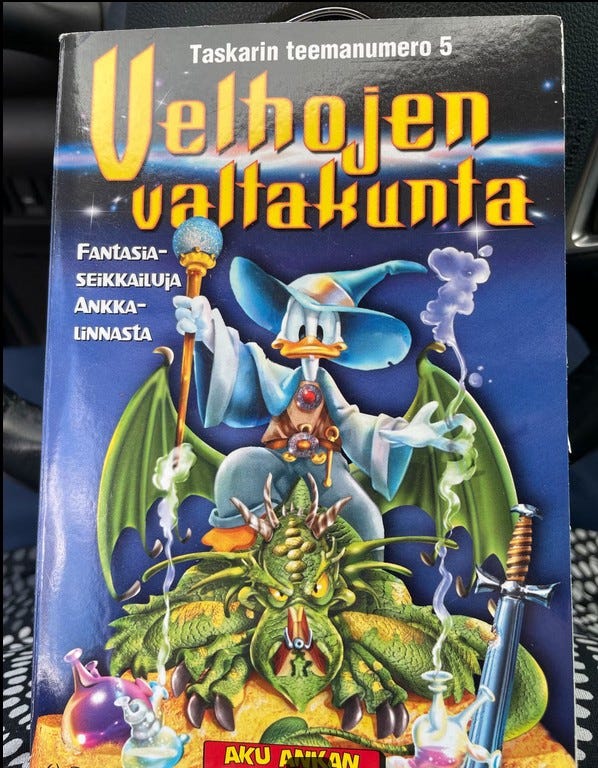 Taskarin teemanumero 5
Velhojen
valtakunta
FANTASIA-
SEIKKAILUJA
ANKKA-
LINNASTA
AKU ANKAN